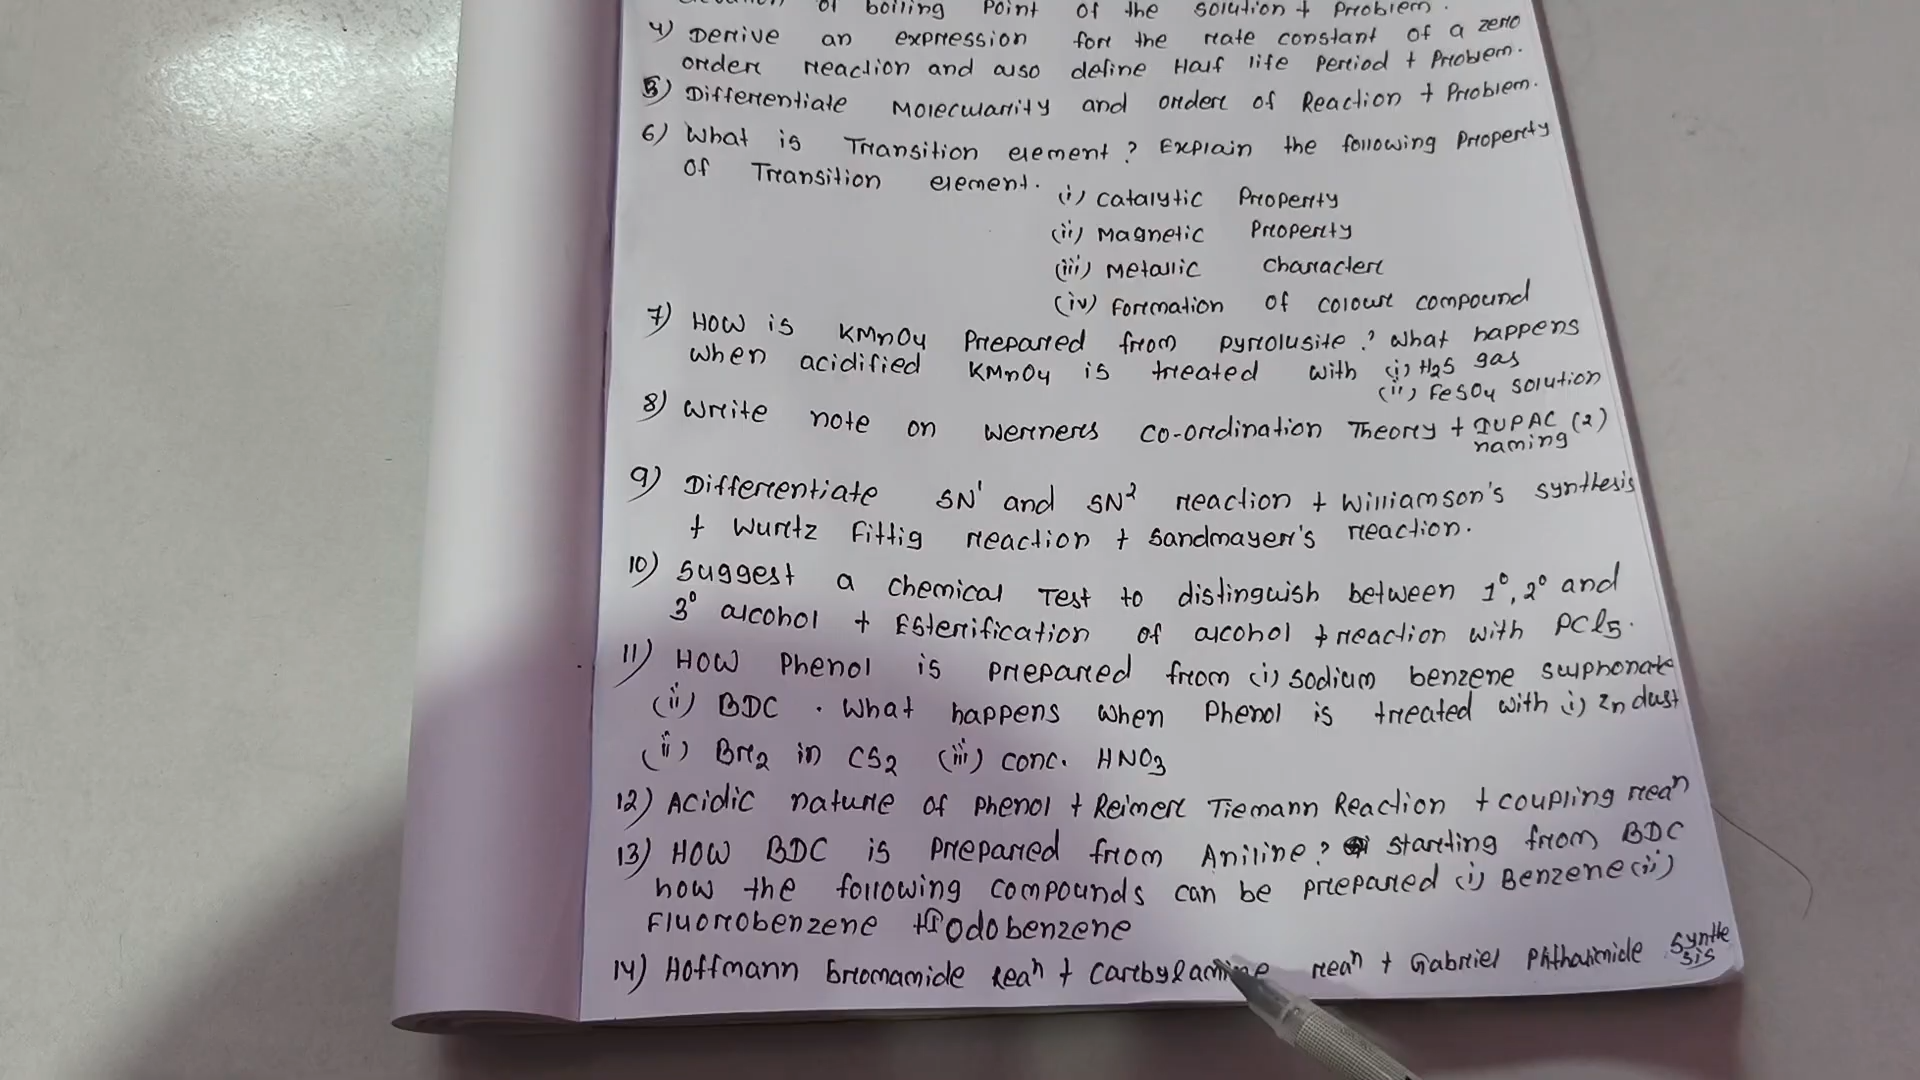 of boiling Point of the solution + Problem.
4) Derive an expression for the rate constant of a zero
order reaction and also define Half life Period + Problem.
5) Differentiate Molecularity and order of Reaction + Problem.
6) What is Transition element? Explain the following Property
of Transition element.
(i) Catalytic Property
(ii) Magnetic Property
(iii) Metallic Character
(iv) Formation of colour compound
7) How is KMnO4 Prepared from pyrolusite? What happens
when acidified KMnO4 is treated with (i) H2S gas
(ii) FeSO4 solution
8) Write note on werners co-ordination Theory + IUPAC (2)
naming
9) Differentiate SN¹ and SN² reaction + Williamson's synthesis
+ Wurtz Fittig reaction + Sandmayer's reaction.
10) Suggest a chemical Test to distinguish between 1°, 2° and
3° alcohol + Esterification of alcohol + reaction with PCl5.
11) How Phenol is prepared from (i) Sodium benzene sulphonate
(ii) BDC . What happens when Phenol is treated with (i) Zn dust
(ii) Br2 in CS2 (iii) conc. HNO3
12) Acidic nature of Phenol + Reimer Tiemann Reaction + coupling reaⁿ
13) How BDC is Prepared from Aniline? starting from BDC
how the following compounds can be prepared (i) Benzene (ii)
Fluorobenzene Iodobenzene
14) Hoffmann bromamide reaⁿ + Carbylamine reaⁿ + Gabriel Phthalimide Synthe
sis